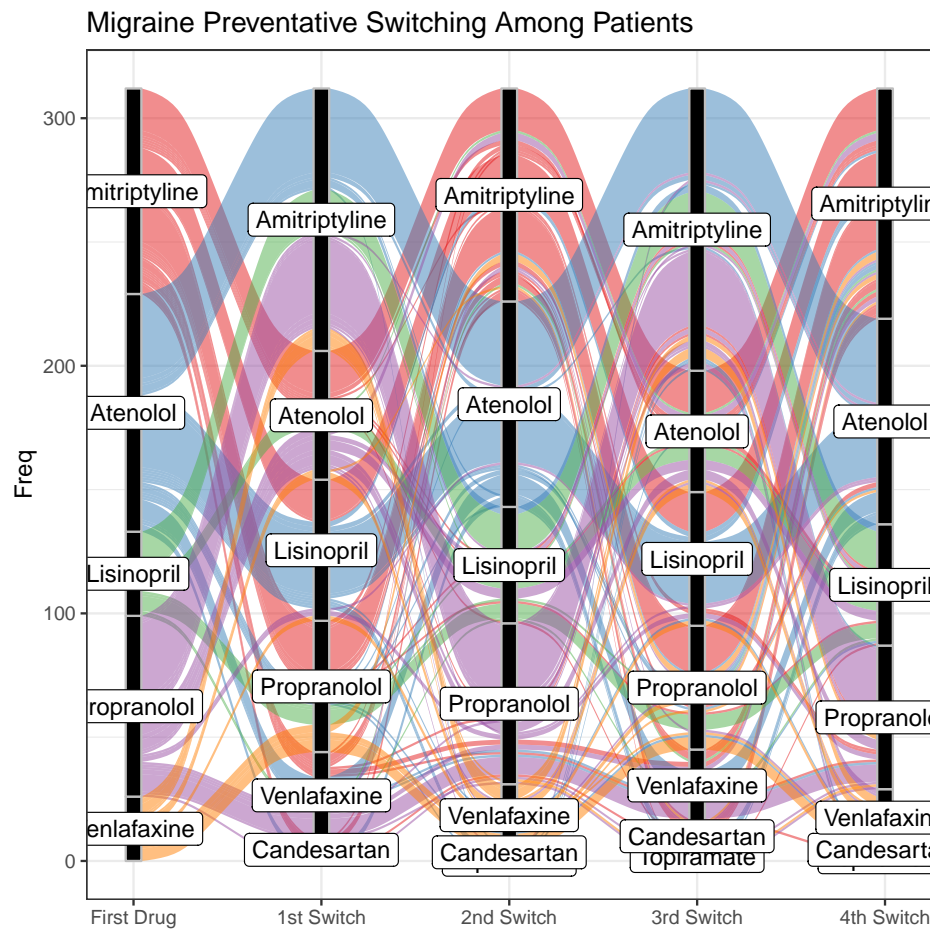 Migraine Preventative Switching Among Patients
Freq
300
200
100
0
mitriptyline
Atenolol
Lisinopril
ropranolol
enlafaxine
Amitriptyline
Atenolol
Lisinopril
Propranolol
Venlafaxine
Candesartan
Amitriptyline
Atenolol
Lisinopril
Propranolol
Venlafaxine
Candesartan
Amitriptyline
Atenolol
Lisinopril
Propranolol
Venlafaxine
Candesartan
Topiramate
Amitriptylin
Atenolol
Lisinopril
Propranolo
Venlafaxin
Candesarta
First Drug
1st Switch
2nd Switch
3rd Switch
4th Switch